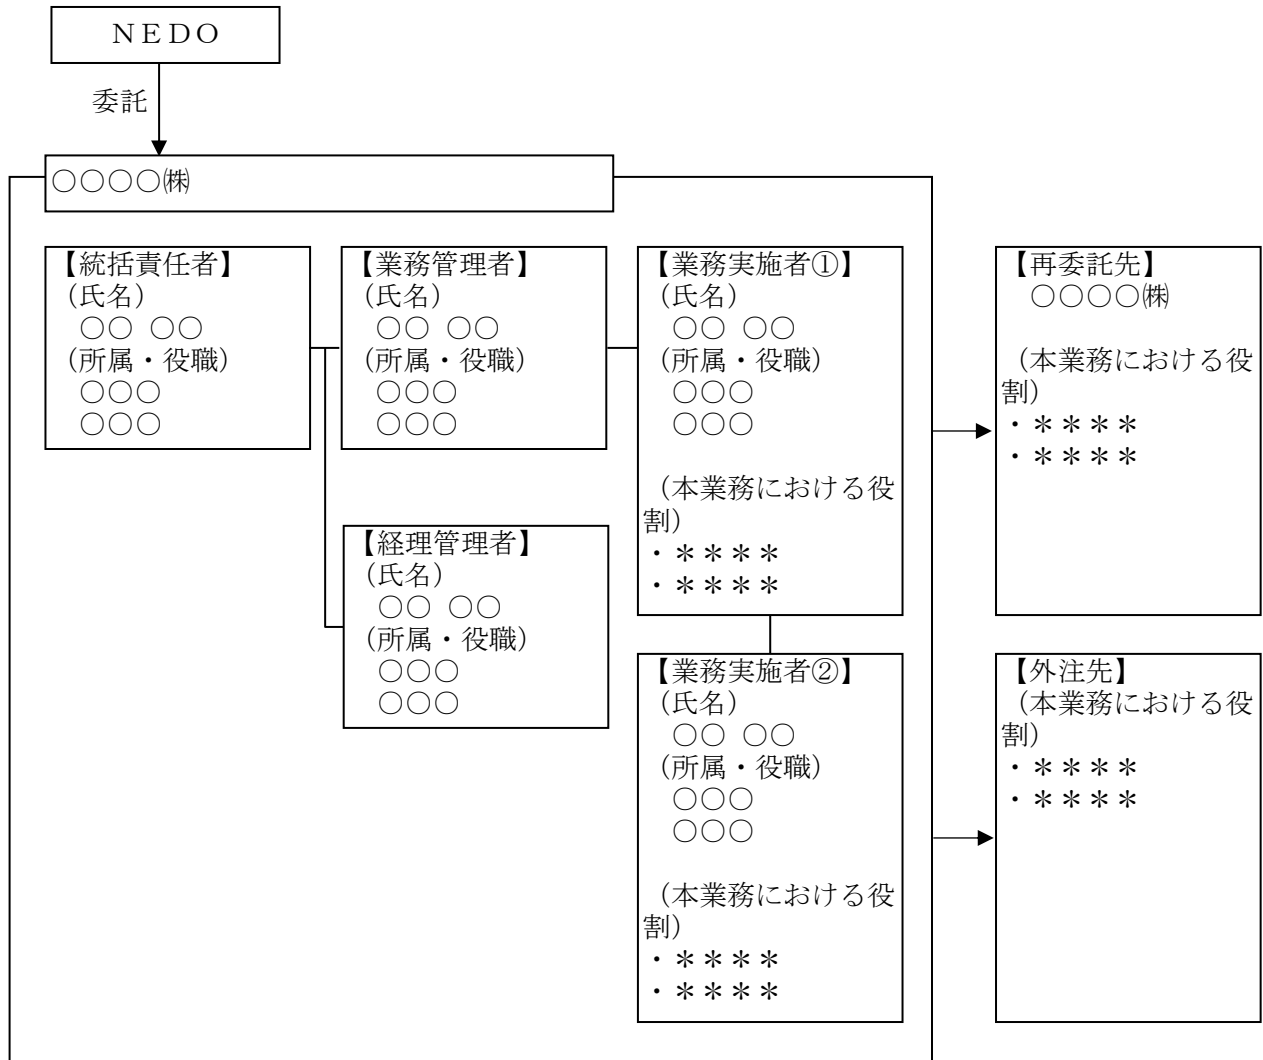 ＮＥＤＯ
委託
○○○○㈱
【統括責任者】
（氏名）
○○ ○○
（所属・役職）
○○○
○○○
【業務管理者】
（氏名）
○○ ○○
（所属・役職）
○○○
○○○
【業務実施者①】
（氏名）
○○ ○○
（所属・役職）
○○○
○○○
（本業務における役
割）
・＊＊＊＊
・＊＊＊＊
【再委託先】
○○○○㈱
（本業務における役
割）
・＊＊＊＊
・＊＊＊＊
【経理管理者】
（氏名）
○○ ○○
（所属・役職）
○○○
○○○
【業務実施者②】
（氏名）
○○ ○○
（所属・役職）
○○○
○○○
（本業務における役
割）
・＊＊＊＊
・＊＊＊＊
【外注先】
（本業務における役
割）
・＊＊＊＊
・＊＊＊＊